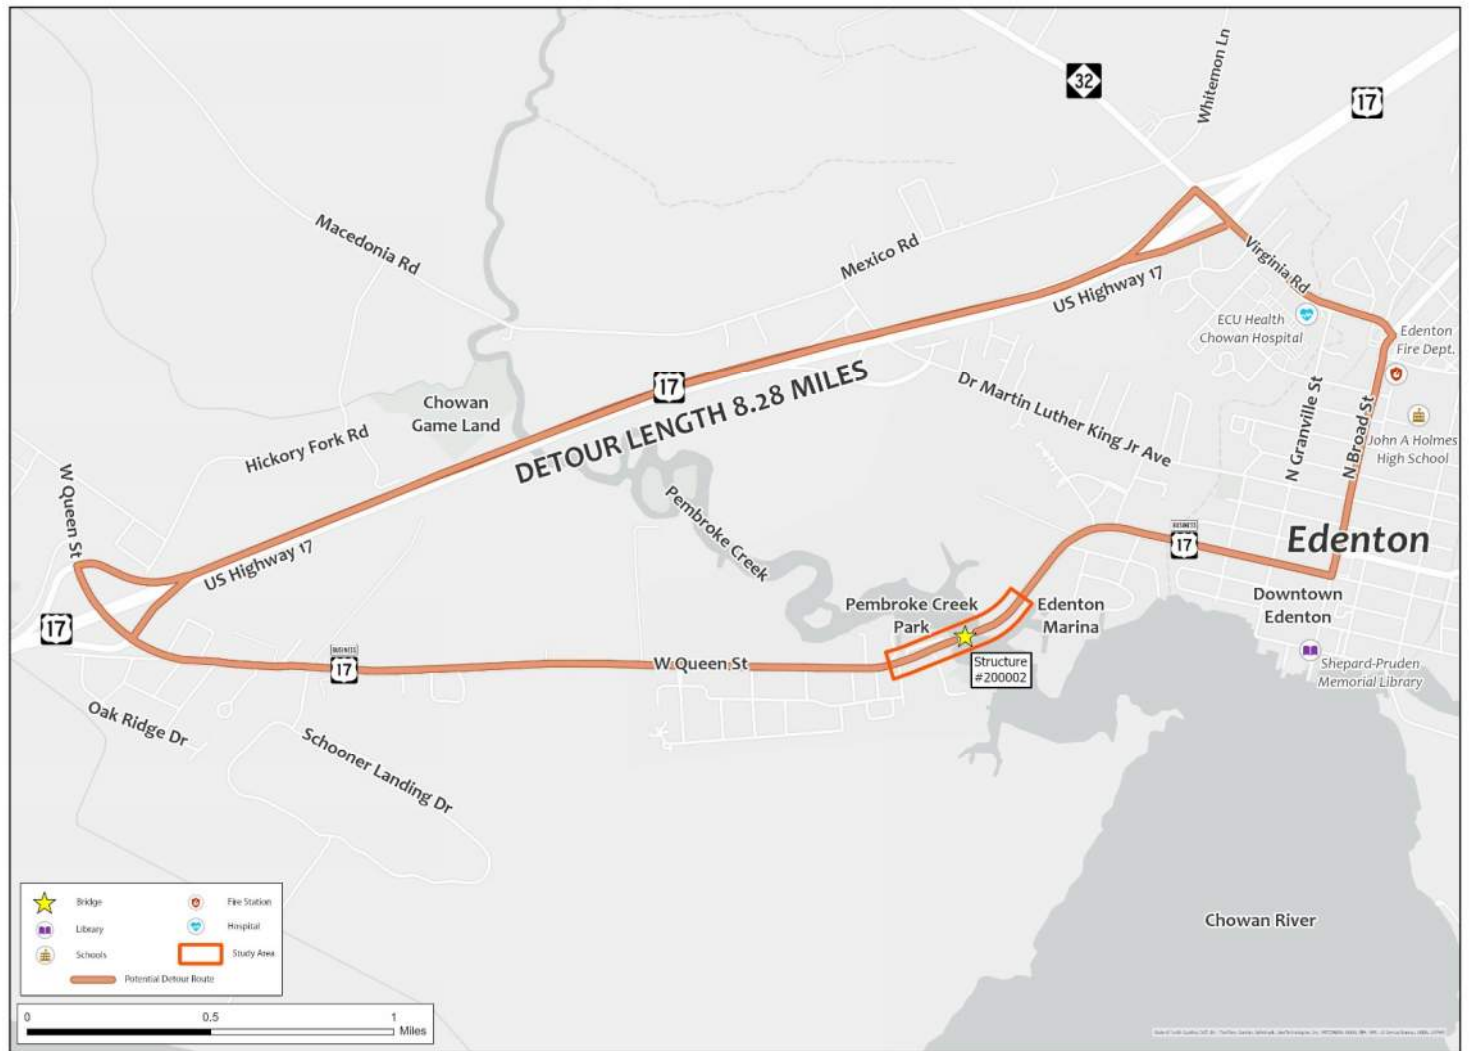 32
17
Whitemon Ln
Macedonia Rd
Mexico Rd
Virginia Rd
US Highway 17
ECU Health
Chowan Hospital
Edenton
Fire Dept.
17
DETOUR LENGTH 8.28 MILES
Dr Martin Luther King Jr Ave
N Granville St
N Broad St
John A Holmes
High School
Chowan
Game Land
Hickory Fork Rd
W Queen St
US Highway 17
Pembroke Creek
BUSINESS
17
Edenton
Downtown
Edenton
Pembroke Creek
Park
Edenton
Marina
17
BUSINESS
17
W Queen St
Structure
#200002
Shepard-Pruden
Memorial Library
Oak Ridge Dr
Schooner Landing Dr
Chowan River
Bridge
Fire Station
Library
Hospital
Schools
Study Area
Potential Detour Route
0 0.5 1
Miles